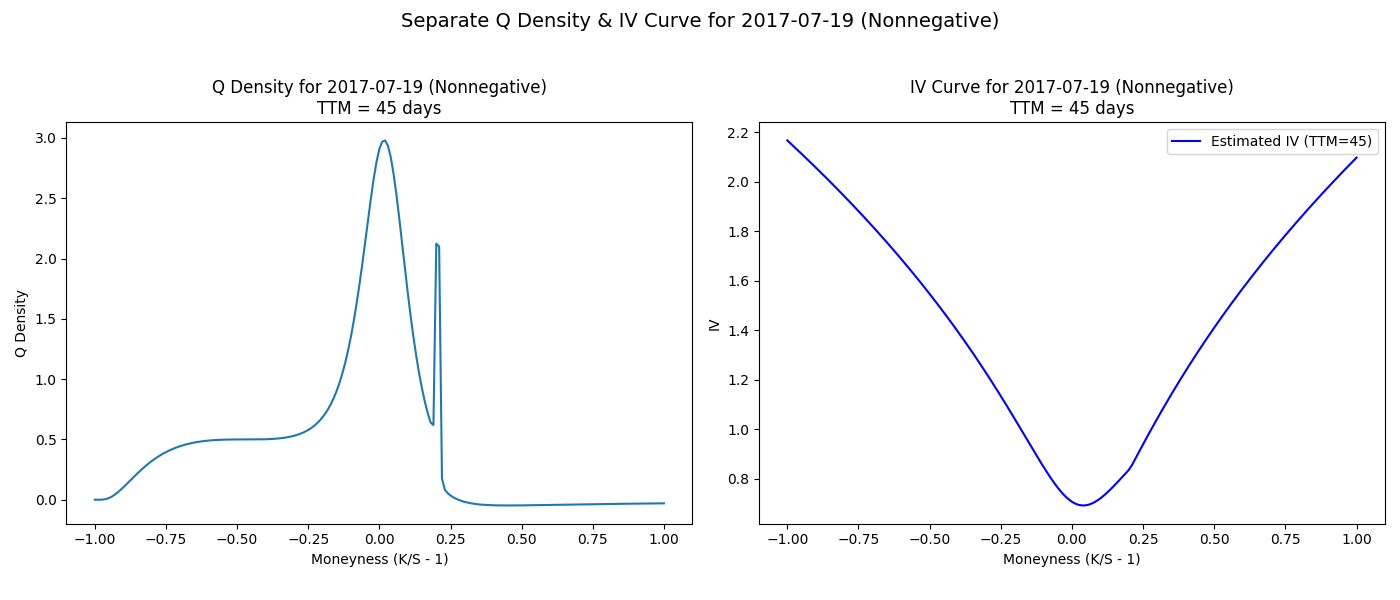 Separate Q Density & IV Curve for 2017-07-19 (Nonnegative)
Q Density for 2017-07-19 (Nonnegative)
TTM = 45 days
Q Density
3.0
2.5
2.0
1.5
1.0
0.5
0.0
−1.00 −0.75 −0.50 −0.25 0.00 0.25 0.50 0.75 1.00
Moneyness (K/S - 1)
IV Curve for 2017-07-19 (Nonnegative)
TTM = 45 days
Estimated IV (TTM=45)
IV
2.2
2.0
1.8
1.6
1.4
1.2
1.0
0.8
−1.00 −0.75 −0.50 −0.25 0.00 0.25 0.50 0.75 1.00
Moneyness (K/S - 1)